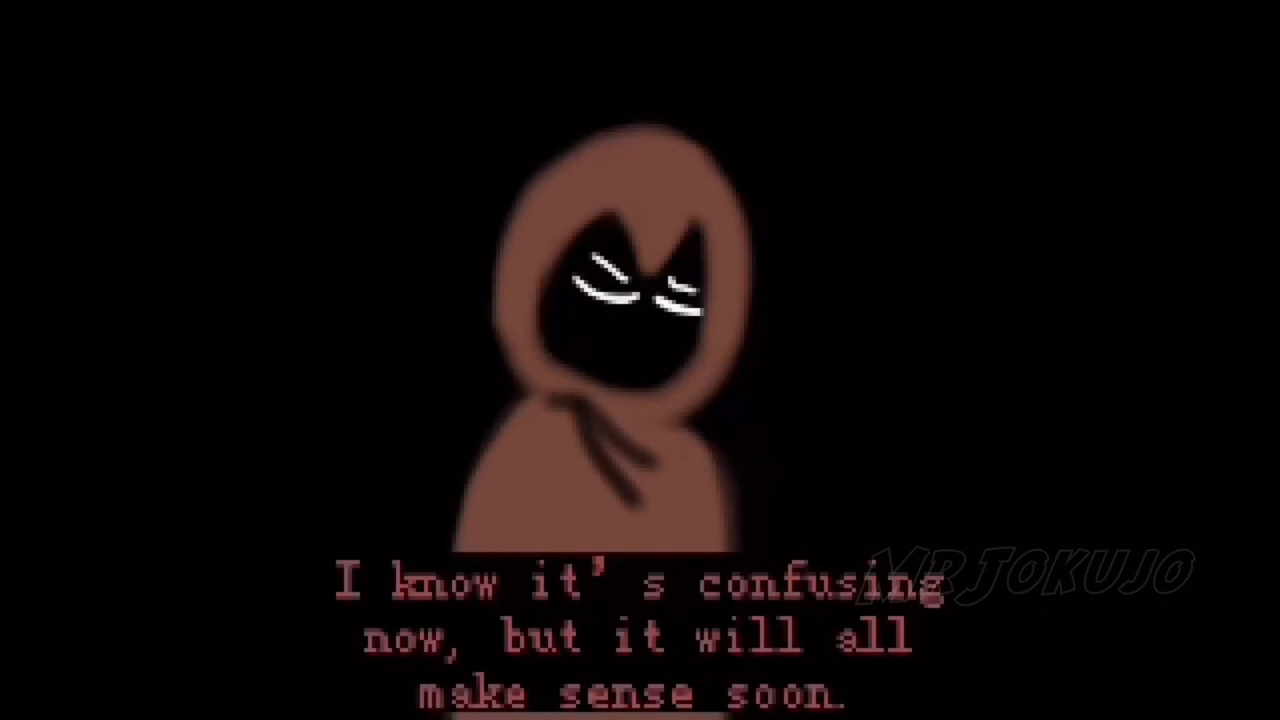 I know it's confusing
now, but it will all
make sense soon.
MRJOKUJO